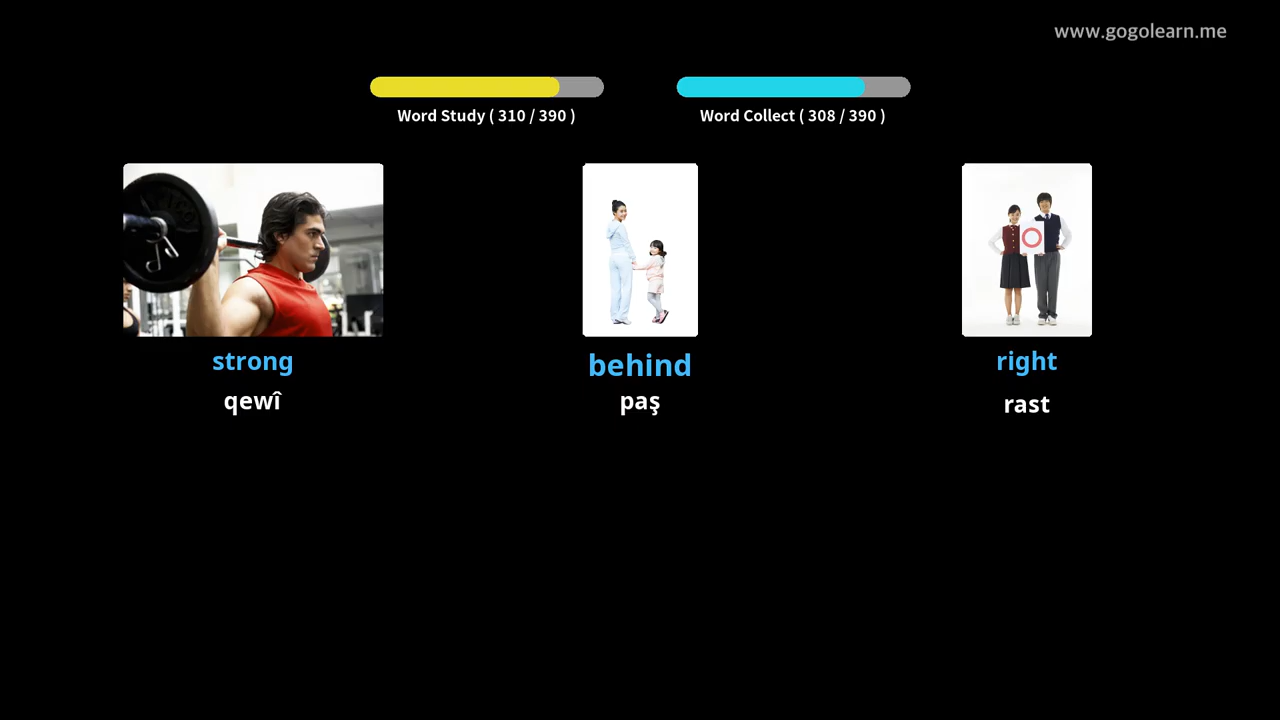 www.gogolearn.me
Word Study ( 310 / 390 )
Word Collect ( 308 / 390 )
strong
qewî
behind
paş
right
rast